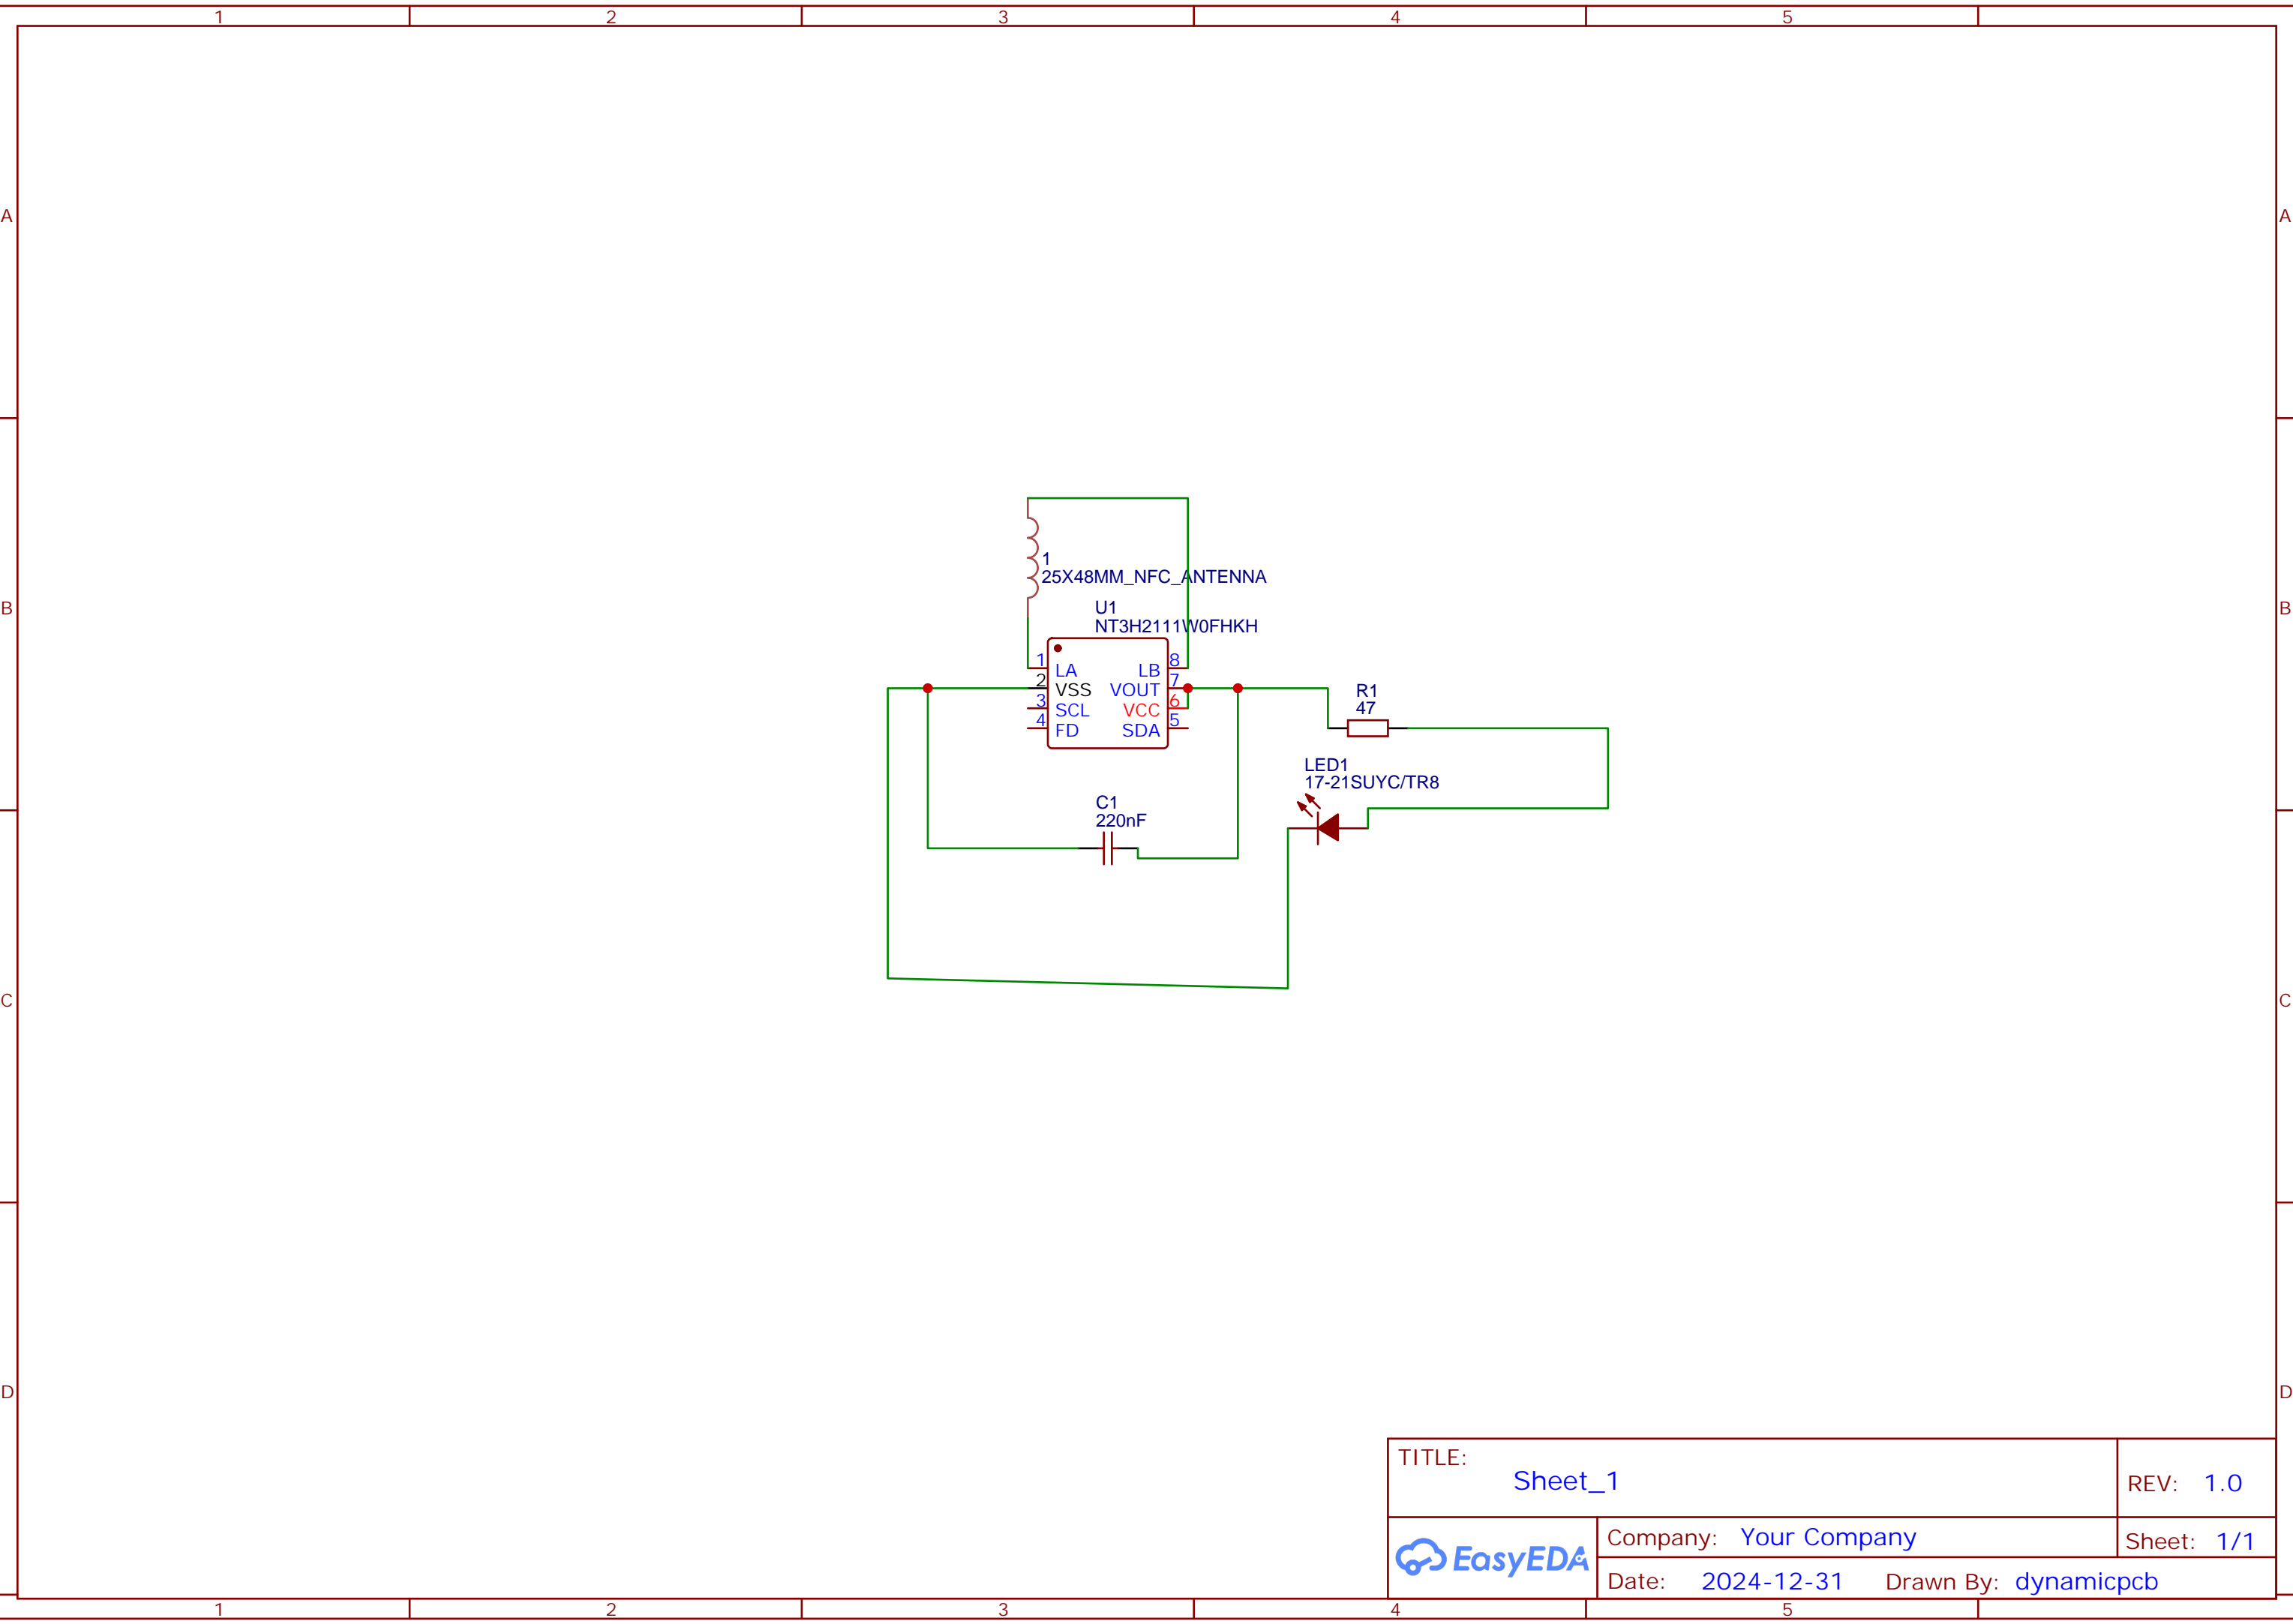 1 2 3 4 5
A A
1
25X48MM_NFC_ANTENNA
B B
U1
NT3H2111W0FHKH
1 LA LB 8
2 VSS VOUT 7
3 SCL VCC 6
4 FD SDA 5
R1
47
LED1
17-21SUYC/TR8
C1
220nF
C C
D D
TITLE:
Sheet_1
REV: 1.0
EasyEDA
Company: Your Company
Sheet: 1/1
Date: 2024-12-31 Drawn By: dynamicpcb
1 2 3 4 5